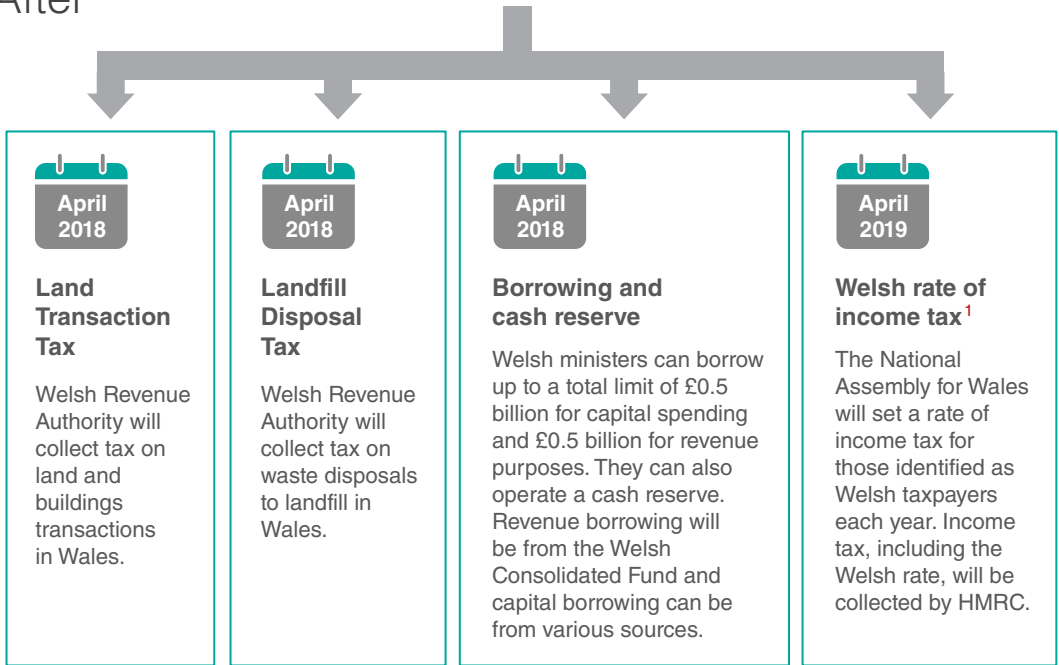 After
April
2018
Land
Transaction
Tax
Welsh Revenue
Authority will
collect tax on
land and
buildings
transactions
in Wales.
April
2018
Landfill
Disposal
Tax
Welsh Revenue
Authority will
collect tax on
waste disposals
to landfill in
Wales.
April
2018
Borrowing and
cash reserve
Welsh ministers can borrow
up to a total limit of £0.5
billion for capital spending
and £0.5 billion for revenue
purposes. They can also
operate a cash reserve.
Revenue borrowing will
be from the Welsh
Consolidated Fund and
capital borrowing can be
from various sources.
April
2019
Welsh rate of
income tax1
The National
Assembly for Wales
will set a rate of
income tax for
those identified as
Welsh taxpayers
each year. Income
tax, including the
Welsh rate, will be
collected by HMRC.